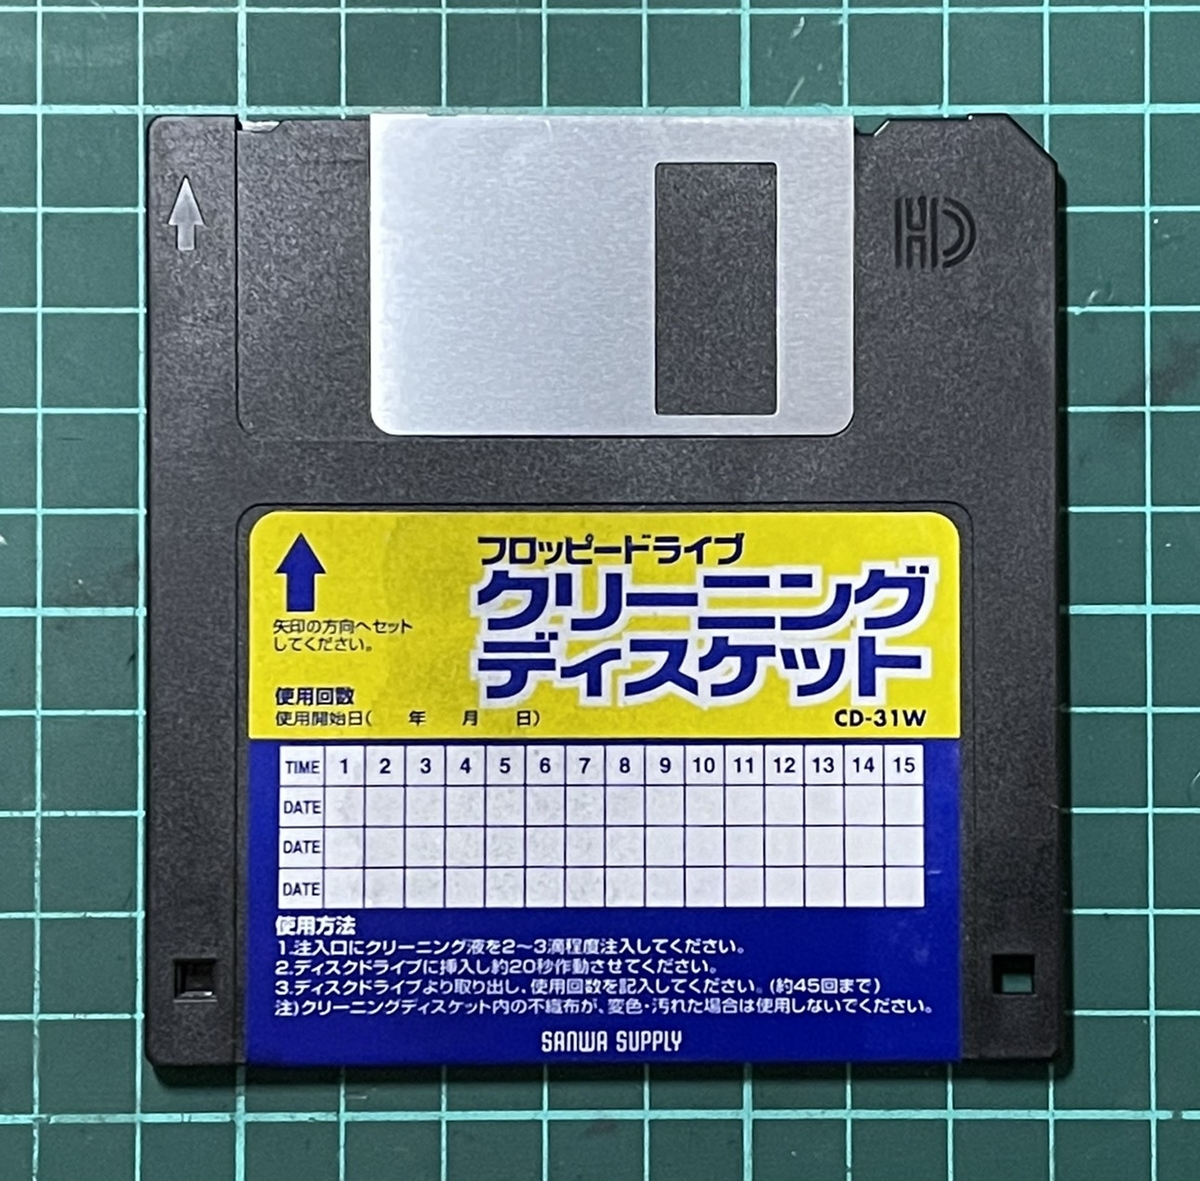 HD
フロッピードライブ
クリーニング
ディスケット
矢印の方向へセット
してください。
使用回数
使用開始日(　年　月　日)
CD-31W
TIME 1 2 3 4 5 6 7 8 9 10 11 12 13 14 15
DATE
DATE
DATE
使用方法
1.注入口にクリーニング液を2〜3滴程度注入してください。
2.ディスクドライブに挿入し約20秒作動させてください。
3.ディスクドライブより取り出し、使用回数を記入してください。(約45回まで)
注)クリーニングディスケット内の不織布が、変色・汚れた場合は使用しないでください。
SANWA SUPPLY